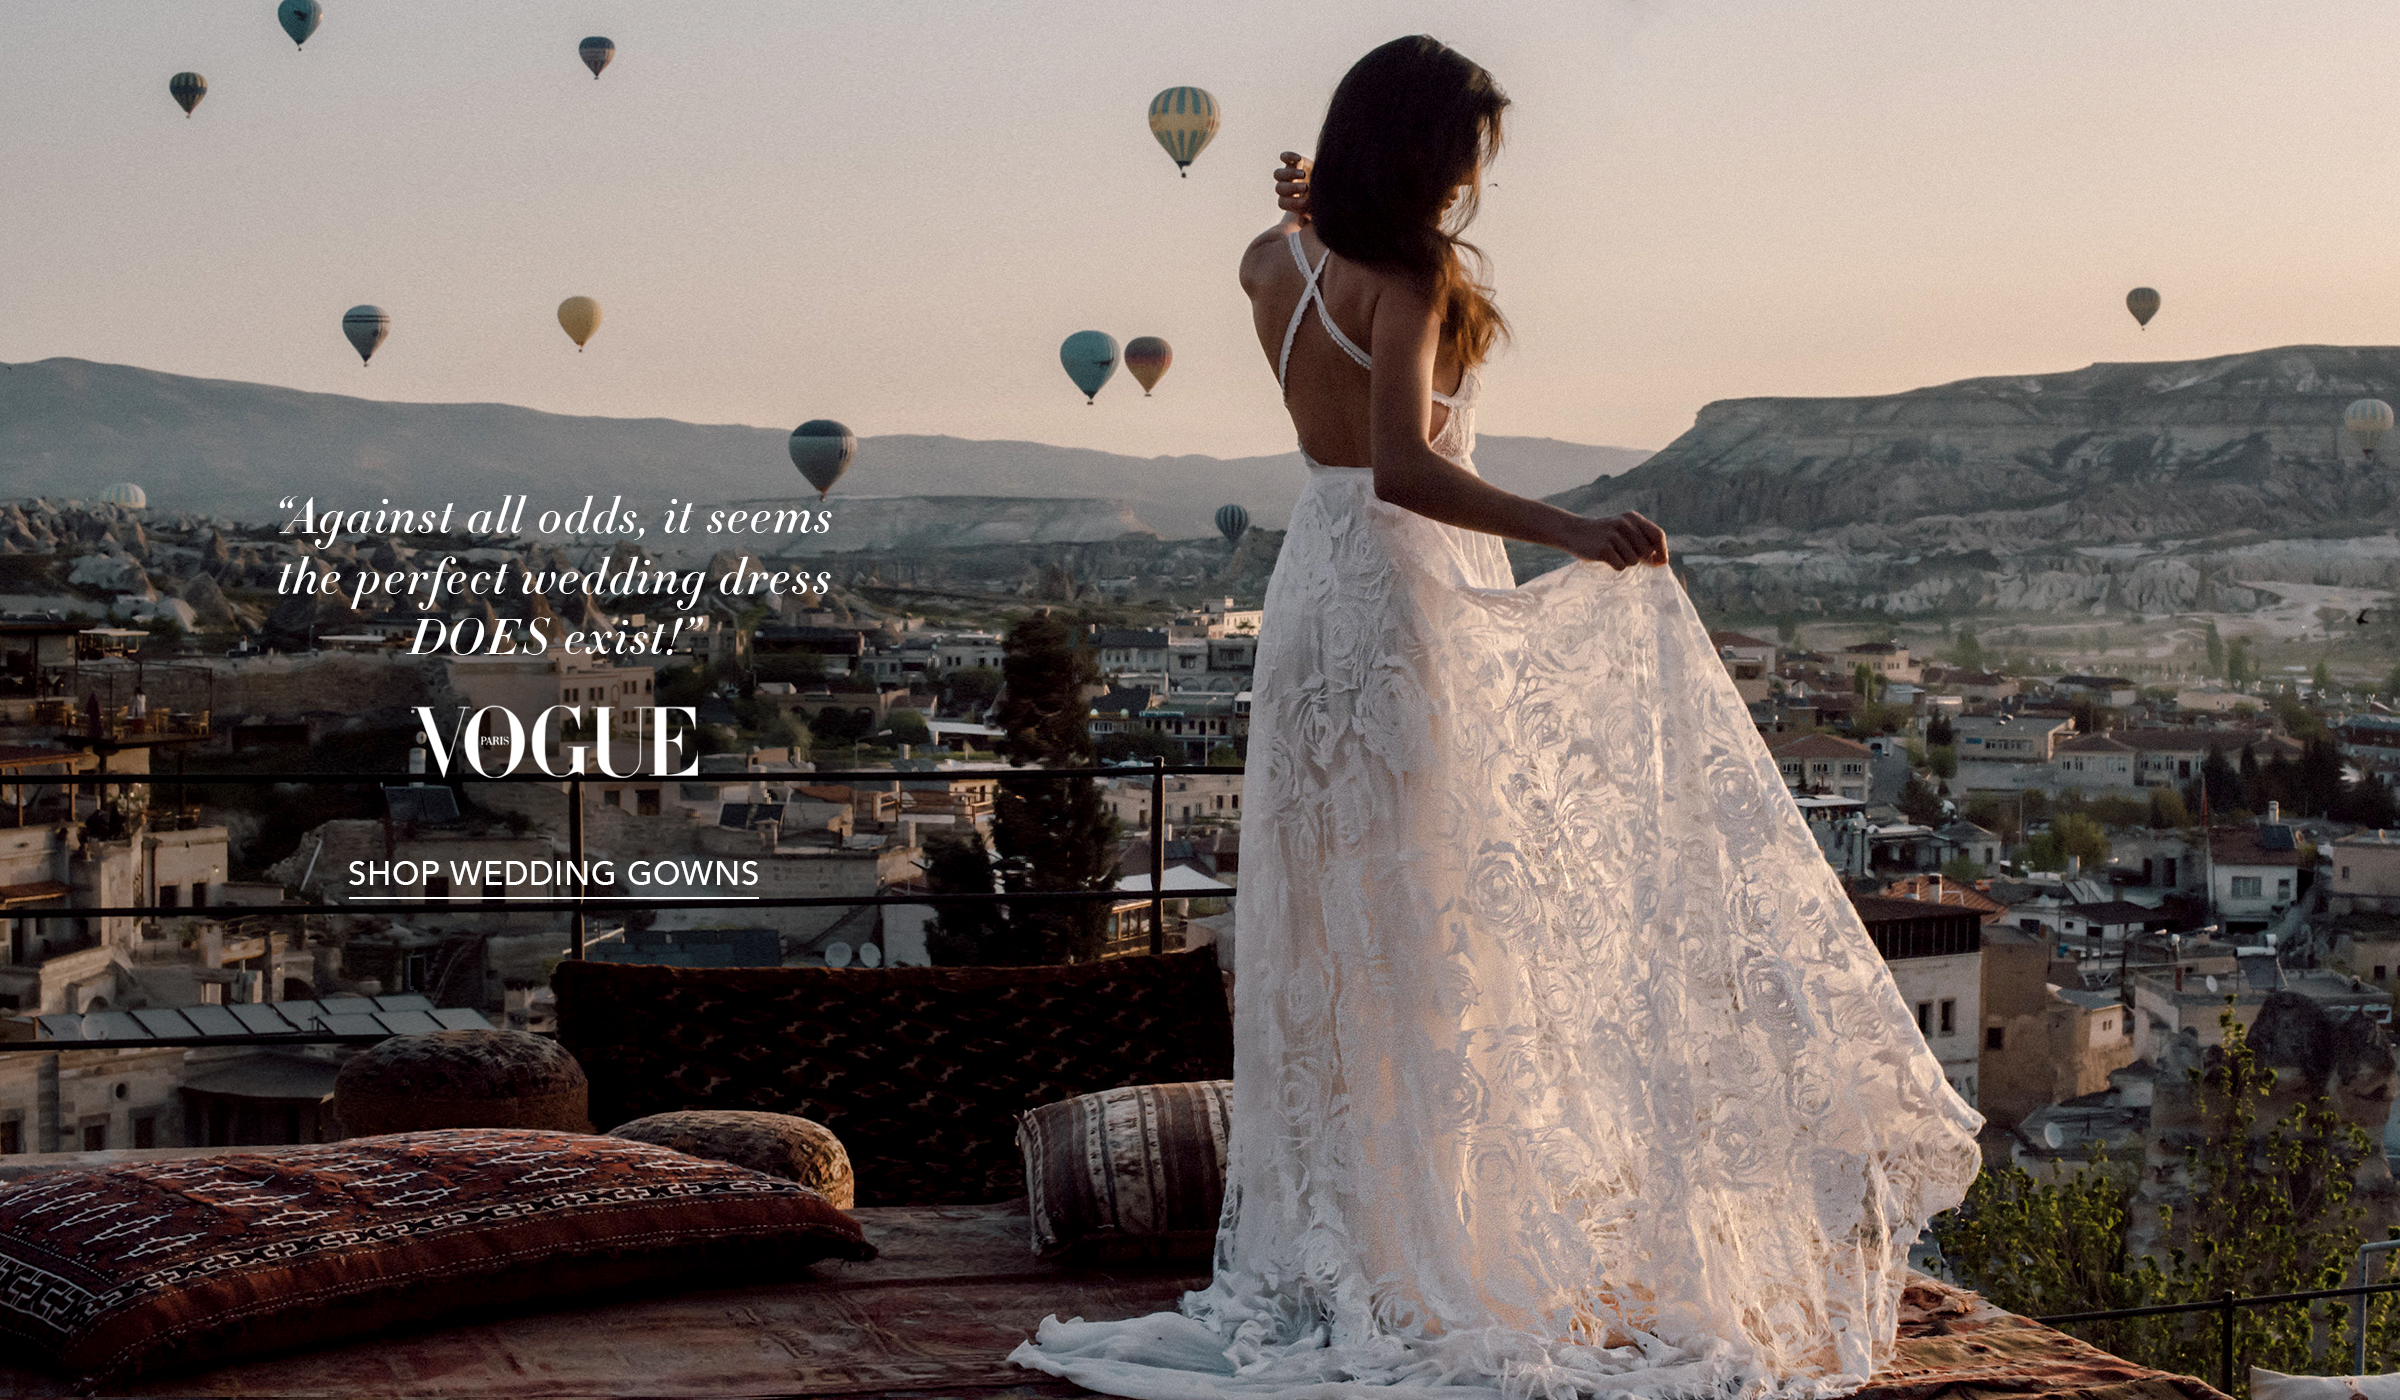 “Against all odds, it seems
the perfect wedding dress
DOES exist!”
VOGUE
PARIS
SHOP WEDDING GOWNS